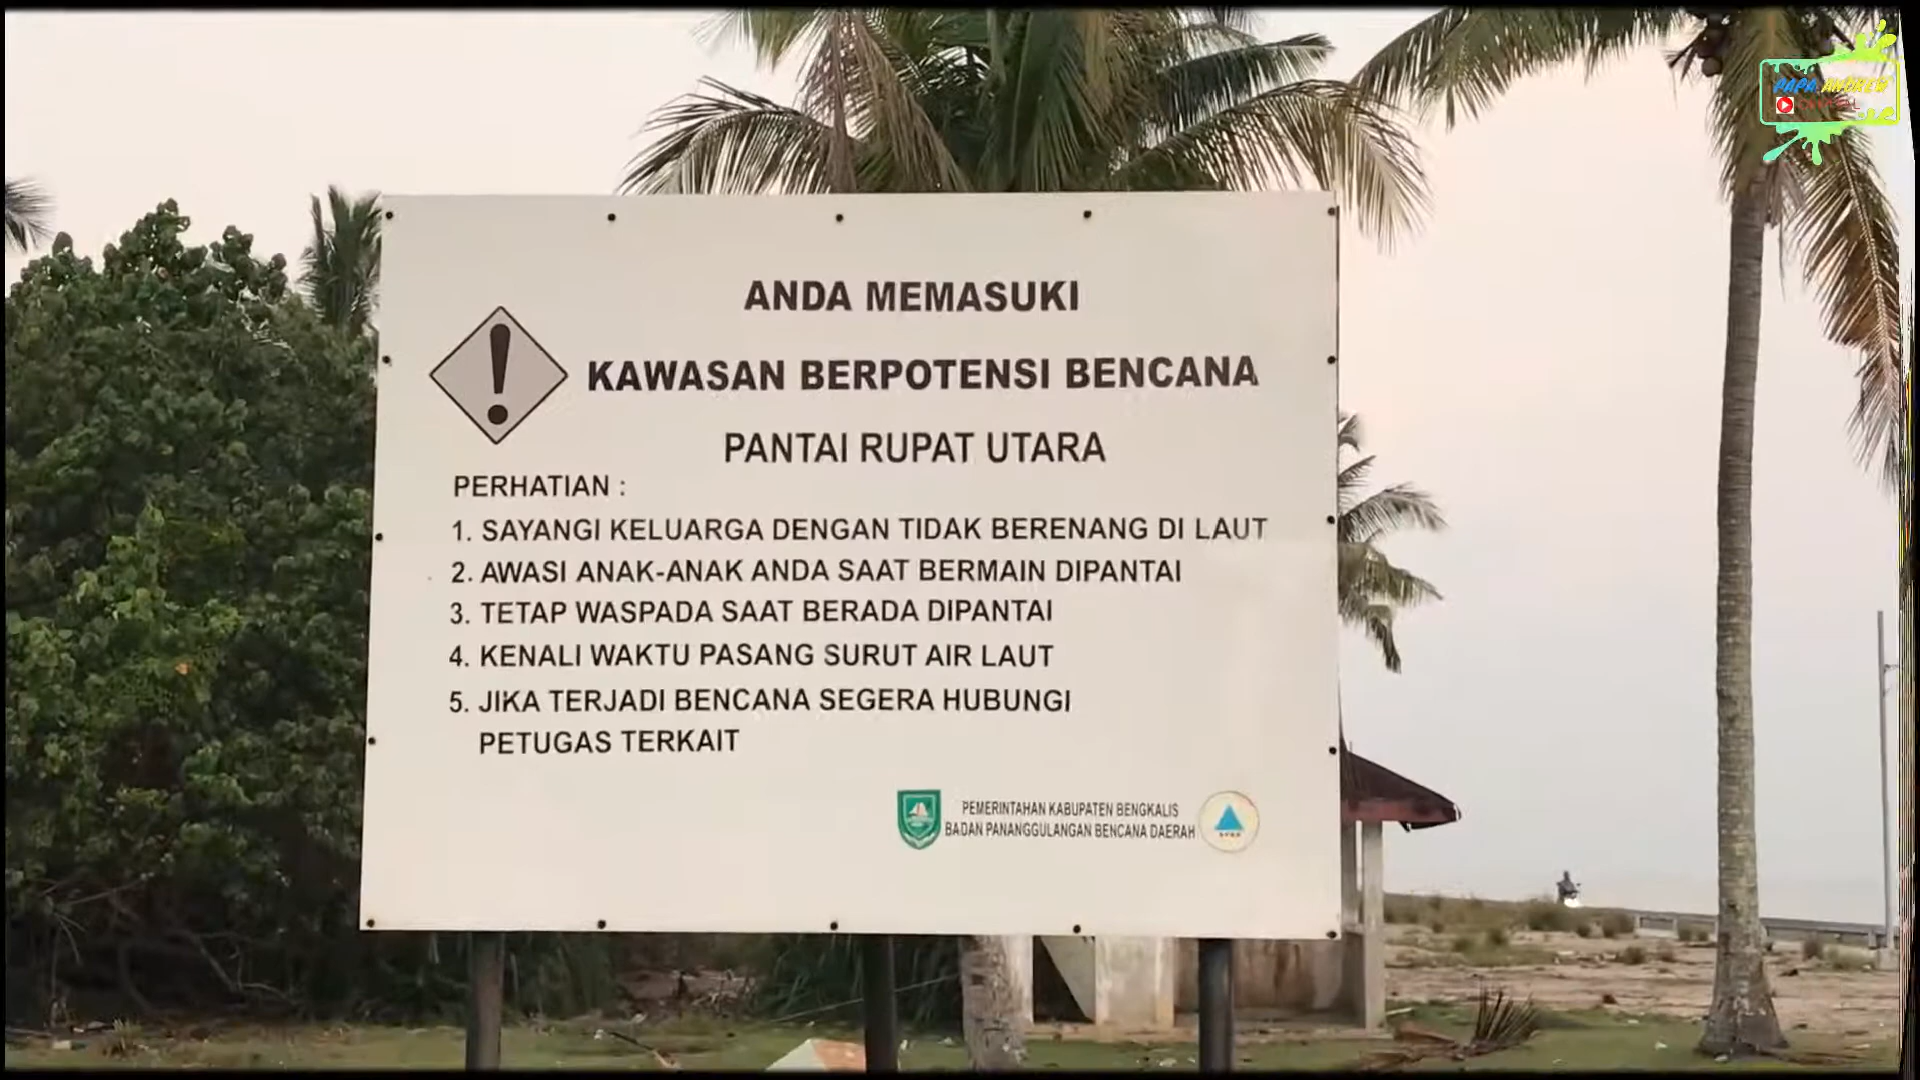 PAPA ANDREW
ANDA MEMASUKI
KAWASAN BERPOTENSI BENCANA
PANTAI RUPAT UTARA
PERHATIAN :
1. SAYANGI KELUARGA DENGAN TIDAK BERENANG DI LAUT
2. AWASI ANAK-ANAK ANDA SAAT BERMAIN DIPANTAI
3. TETAP WASPADA SAAT BERADA DIPANTAI
4. KENALI WAKTU PASANG SURUT AIR LAUT
5. JIKA TERJADI BENCANA SEGERA HUBUNGI
PETUGAS TERKAIT
PEMERINTAHAN KABUPATEN BENGKALIS
BADAN PANANGGULANGAN BENCANA DAERAH